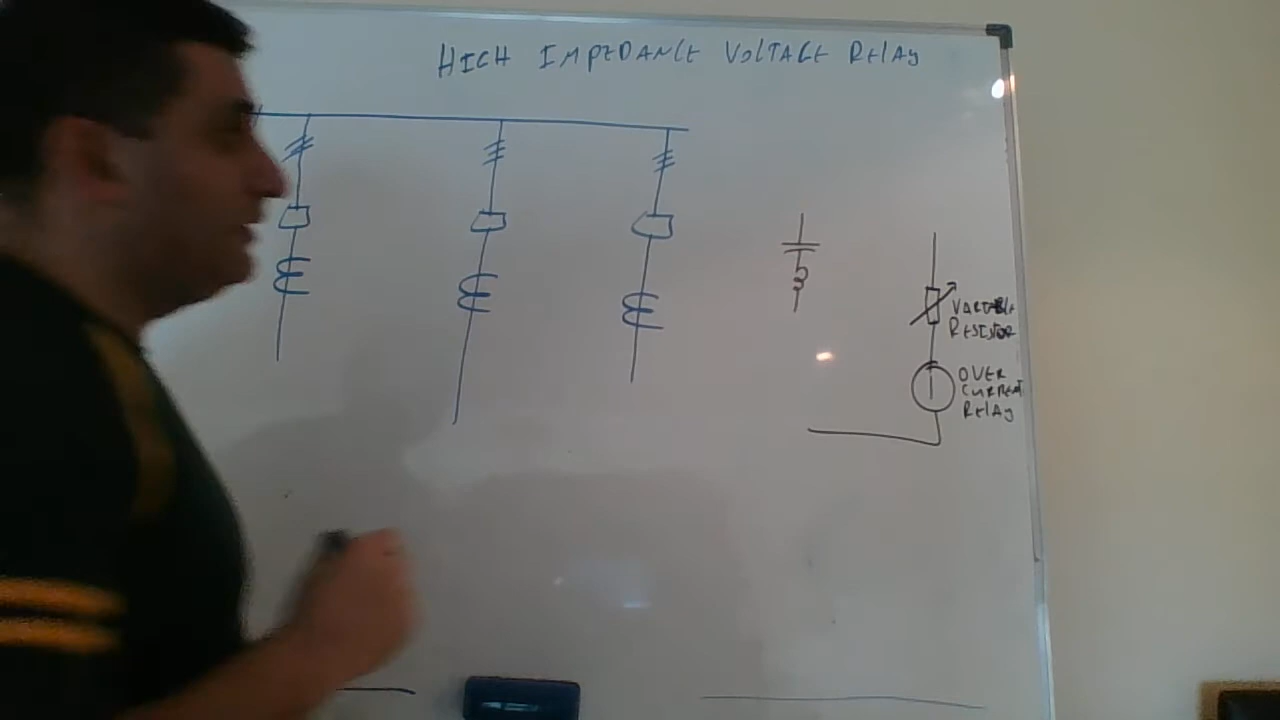 HIGH IMPEDANCE VOLTAGE RELAY
VARIABLE
RESISTOR
OVER
CURRENT
RELAY